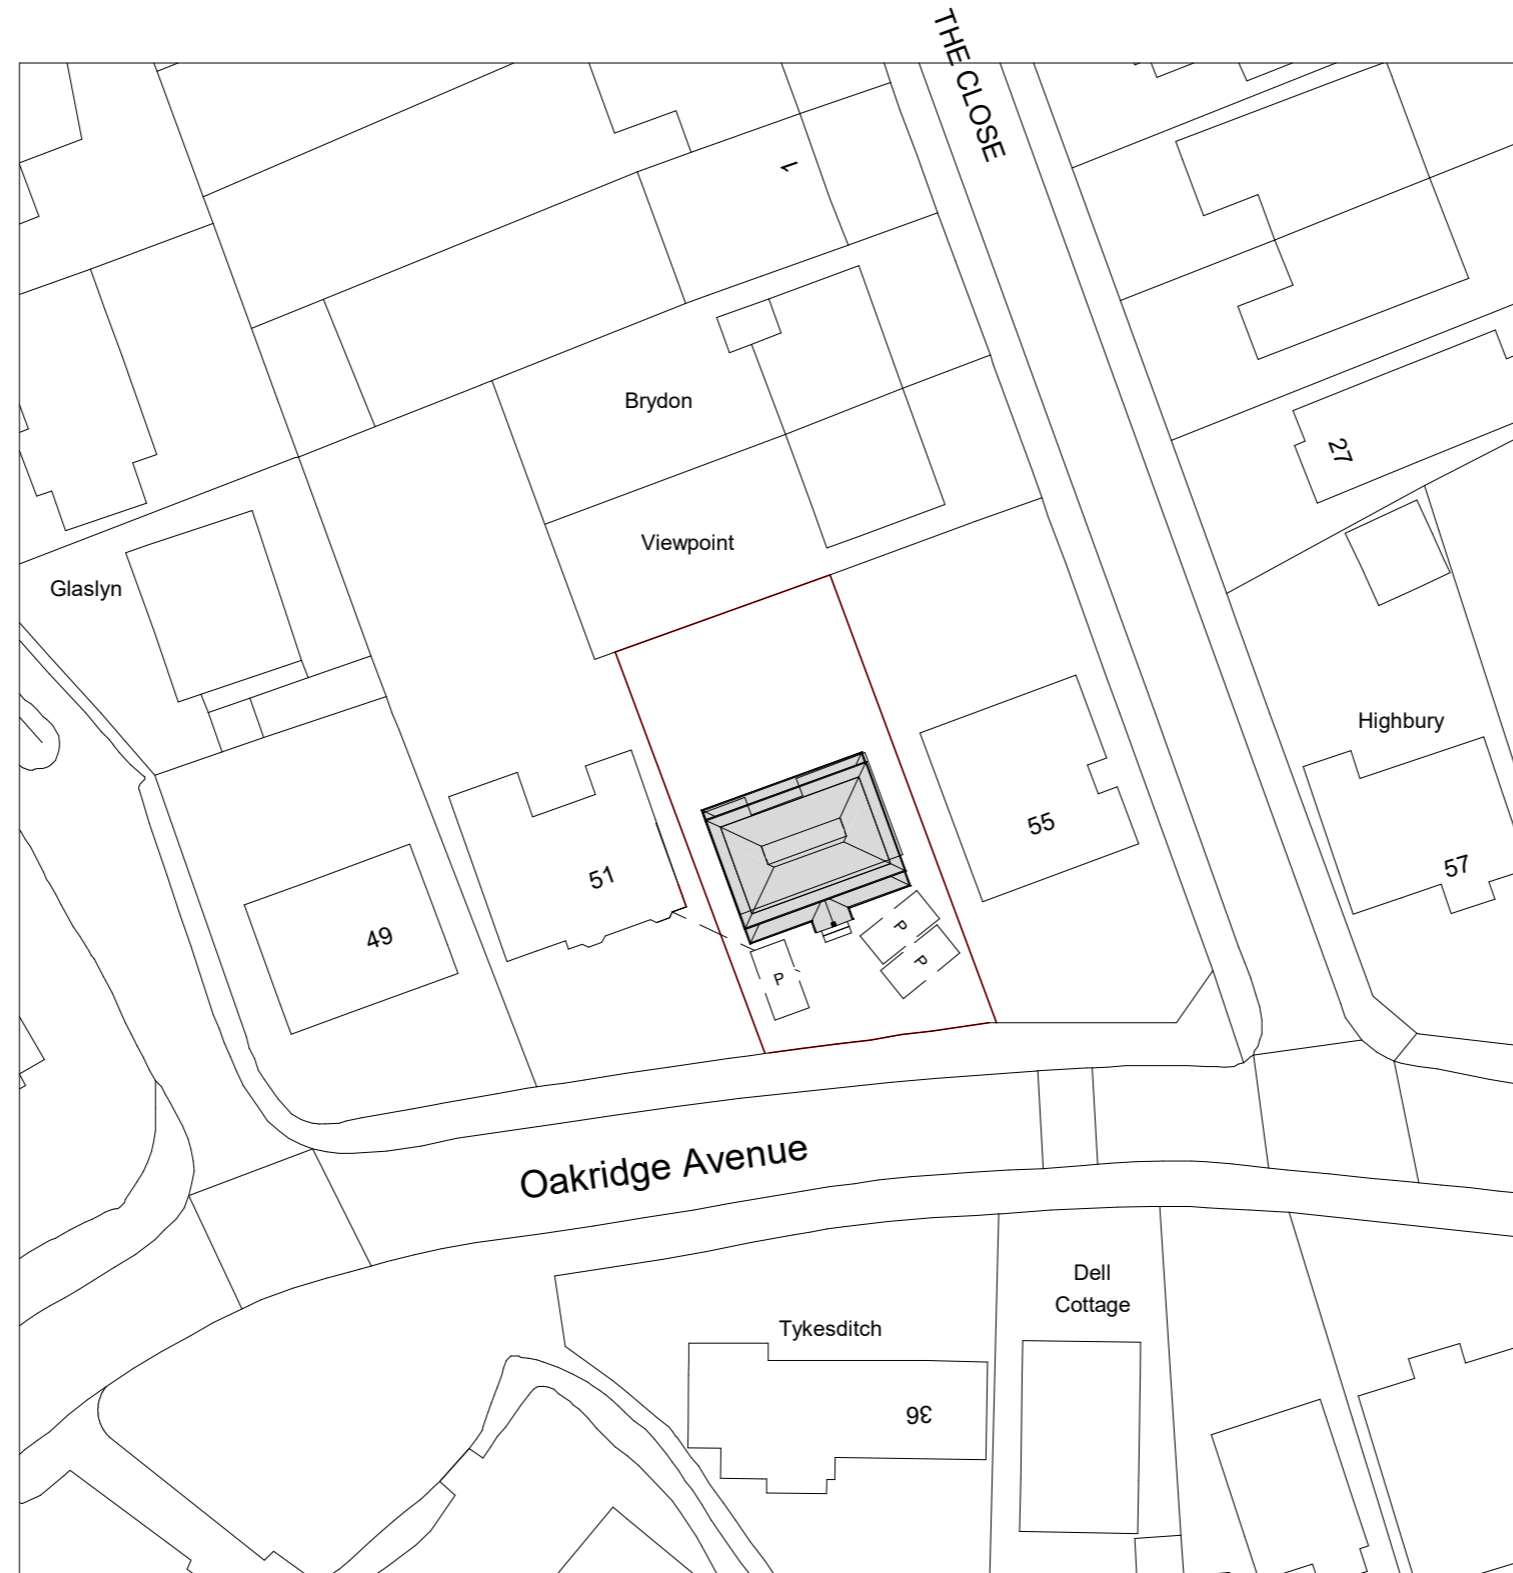 THE CLOSE
1
Brydon
27
Viewpoint
Glaslyn
Highbury
55
57
51
49
P
P
P
Oakridge Avenue
Dell
Cottage
Tykesditch
36